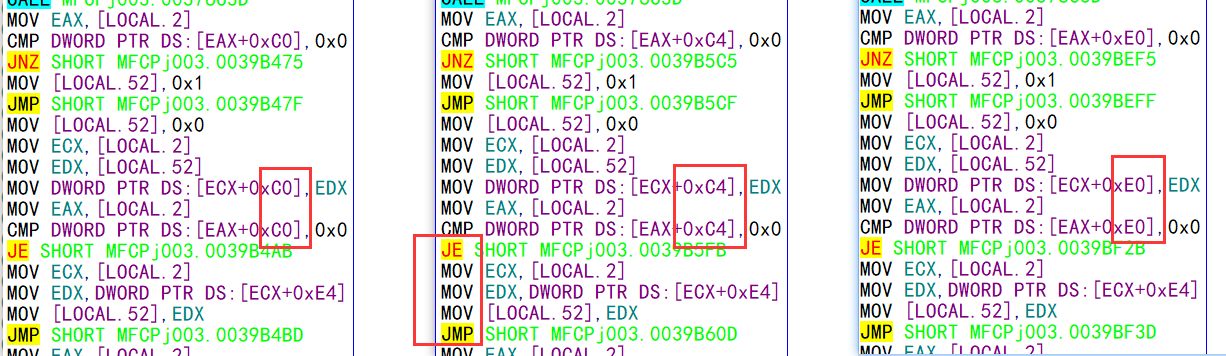 MOV EAX,[LOCAL.2]
CMP DWORD PTR DS:[EAX+0xC0],0x0
JNZ SHORT MFCPj003.0039B475
MOV [LOCAL.52],0x1
JMP SHORT MFCPj003.0039B47F
MOV [LOCAL.52],0x0
MOV ECX,[LOCAL.2]
MOV EDX,[LOCAL.52]
MOV DWORD PTR DS:[ECX+0xC0],EDX
MOV EAX,[LOCAL.2]
CMP DWORD PTR DS:[EAX+0xC0],0x0
JE SHORT MFCPj003.0039B4AB
MOV ECX,[LOCAL.2]
MOV EDX,DWORD PTR DS:[ECX+0xE4]
MOV [LOCAL.52],EDX
JMP SHORT MFCPj003.0039B4BD
MOV EAX,[LOCAL.2]
MOV EAX,[LOCAL.2]
CMP DWORD PTR DS:[EAX+0xC4],0x0
JNZ SHORT MFCPj003.0039B5C5
MOV [LOCAL.52],0x1
JMP SHORT MFCPj003.0039B5CF
MOV [LOCAL.52],0x0
MOV ECX,[LOCAL.2]
MOV EDX,[LOCAL.52]
MOV DWORD PTR DS:[ECX+0xC4],EDX
MOV EAX,[LOCAL.2]
CMP DWORD PTR DS:[EAX+0xC4],0x0
JE SHORT MFCPj003.0039B5FB
MOV ECX,[LOCAL.2]
MOV EDX,DWORD PTR DS:[ECX+0xE4]
MOV [LOCAL.52],EDX
JMP SHORT MFCPj003.0039B60D
MOV EAX,[LOCAL.2]
MOV EAX,[LOCAL.2]
CMP DWORD PTR DS:[EAX+0xE0],0x0
JNZ SHORT MFCPj003.0039BEF5
MOV [LOCAL.52],0x1
JMP SHORT MFCPj003.0039BEFF
MOV [LOCAL.52],0x0
MOV ECX,[LOCAL.2]
MOV EDX,[LOCAL.52]
MOV DWORD PTR DS:[ECX+0xE0],EDX
MOV EAX,[LOCAL.2]
CMP DWORD PTR DS:[EAX+0xE0],0x0
JE SHORT MFCPj003.0039BF2B
MOV ECX,[LOCAL.2]
MOV EDX,DWORD PTR DS:[ECX+0xE4]
MOV [LOCAL.52],EDX
JMP SHORT MFCPj003.0039BF3D
MOV EAX,[LOCAL.2]